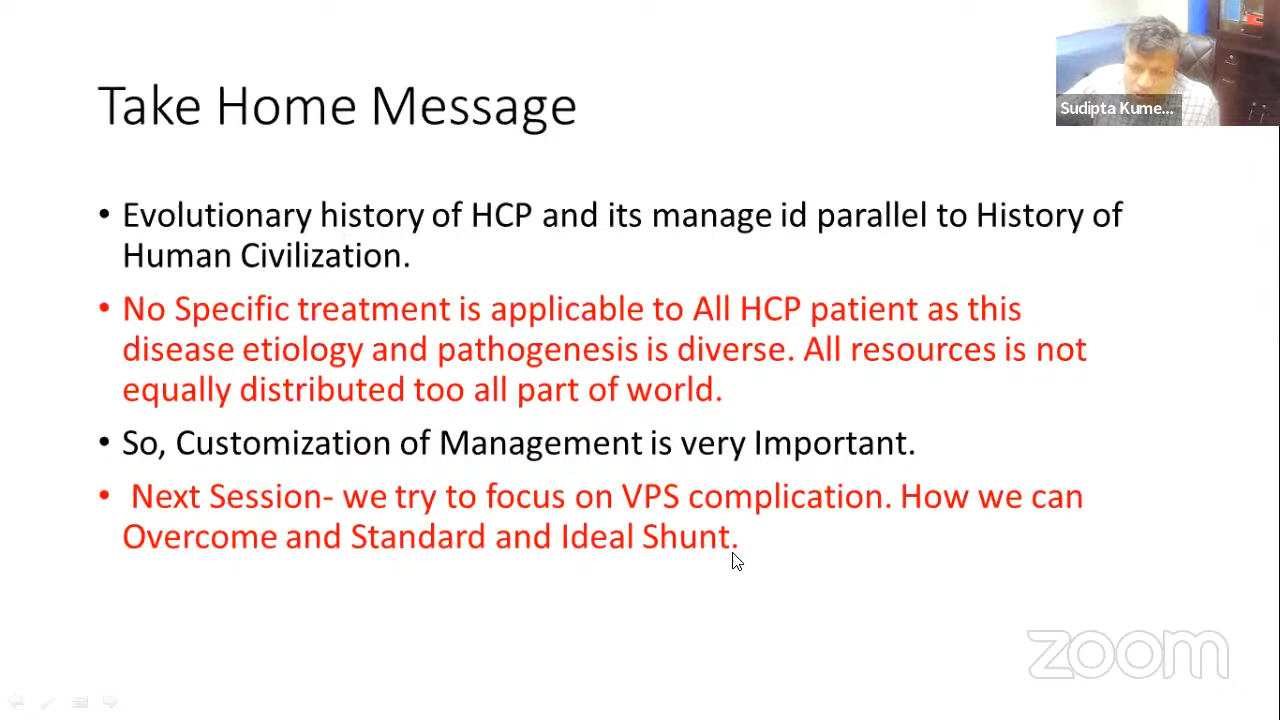 Take Home Message
Sudipta Kume...
• Evolutionary history of HCP and its manage id parallel to History of
Human Civilization.
• No Specific treatment is applicable to All HCP patient as this
disease etiology and pathogenesis is diverse. All resources is not
equally distributed too all part of world.
• So, Customization of Management is very Important.
• Next Session- we try to focus on VPS complication. How we can
Overcome and Standard and Ideal Shunt.
zoom